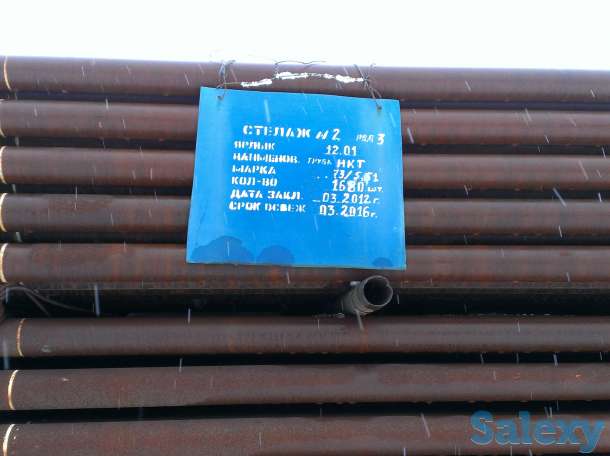 СТЕЛАЖ №2 РЯД 3
ЯРЛЫК 12.01
НАИМЕНОВ. ТРУБА НКТ
МАРКА 73/5.51
КОЛ-ВО 1680 шт.
ДАТА ЗАКЛ. 03.2012 г.
СРОК ОСВЕЖ 03.2016 г.
Salexy